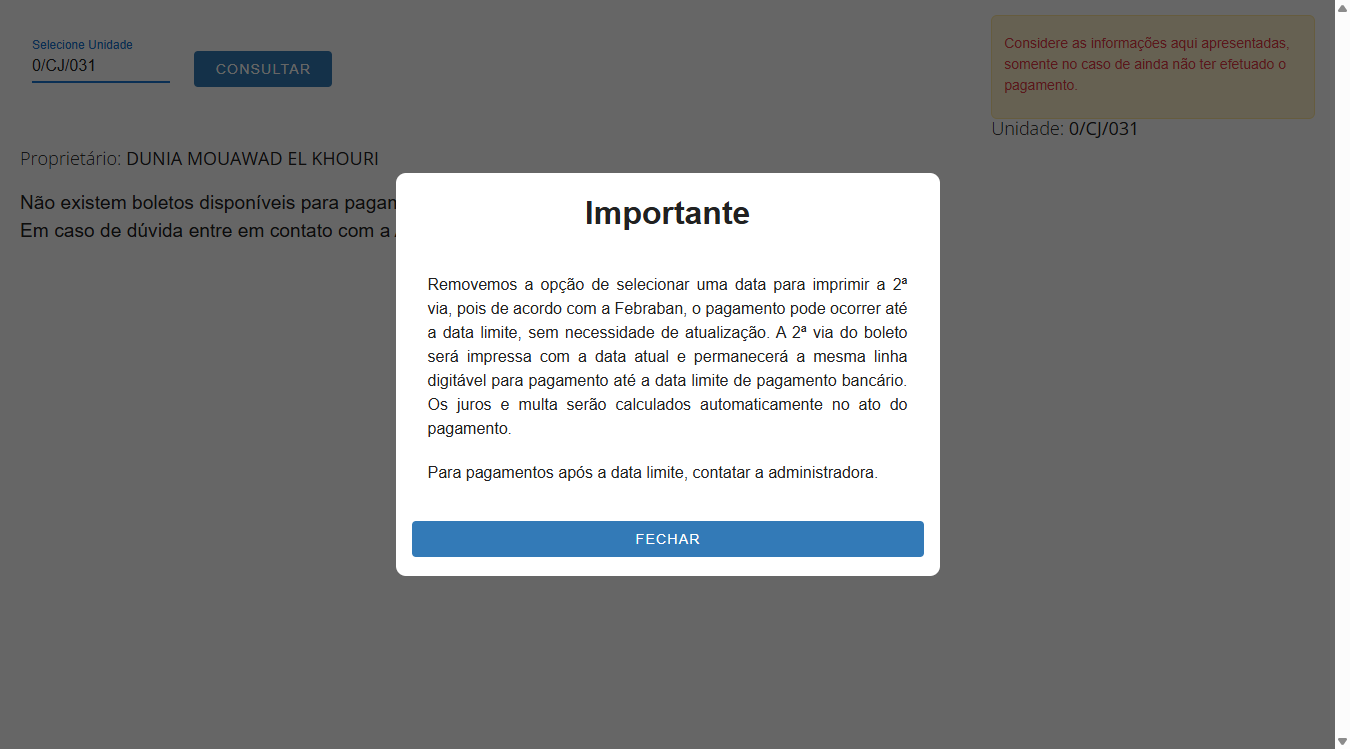 Selecione Unidade
0/CJ/031
CONSULTAR
Considere as informações aqui apresentadas,
somente no caso de ainda não ter efetuado o
pagamento.
Unidade: 0/CJ/031
Proprietário: DUNIA MOUAWAD EL KHOURI
Não existem boletos disponíveis para
Em caso de dúvida entre em contato com a
Importante
Removemos a opção de selecionar uma data para imprimir a 2ª
via, pois de acordo com a Febraban, o pagamento pode ocorrer até
a data limite, sem necessidade de atualização. A 2ª via do boleto
será impressa com a data atual e permanecerá a mesma linha
digitável para pagamento até a data limite de pagamento bancário.
Os juros e multa serão calculados automaticamente no ato do
pagamento.
Para pagamentos após a data limite, contatar a administradora.
FECHAR